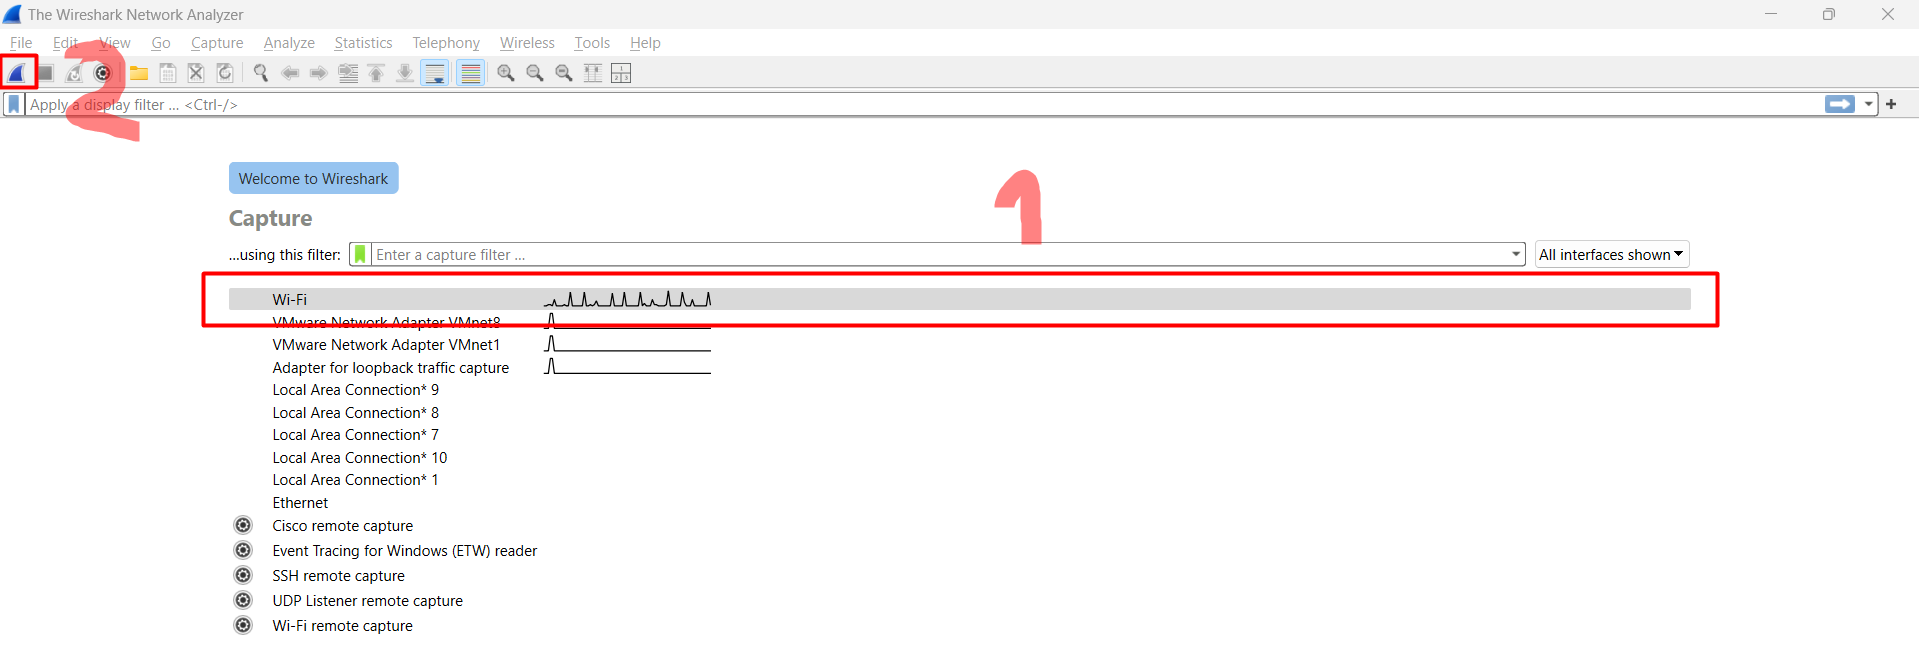 The Wireshark Network Analyzer
File Edit View Go Capture Analyze Statistics Telephony Wireless Tools Help
2
Apply a display filter ... <Ctrl-/>
+
Welcome to Wireshark
1
Capture
...using this filter: Enter a capture filter ... All interfaces shown
Wi-Fi
VMware Network Adapter VMnet8
VMware Network Adapter VMnet1
Adapter for loopback traffic capture
Local Area Connection* 9
Local Area Connection* 8
Local Area Connection* 7
Local Area Connection* 10
Local Area Connection* 1
Ethernet
Cisco remote capture
Event Tracing for Windows (ETW) reader
SSH remote capture
UDP Listener remote capture
Wi-Fi remote capture